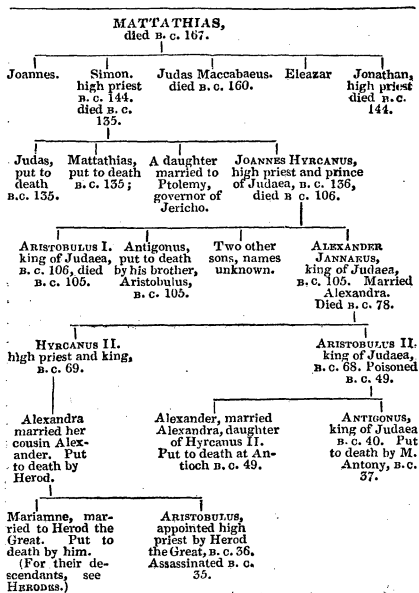 MATTATHIAS,
died B. C. 167.
Joannes.
Simon.
high priest
B. C. 144.
died B. C.
135.
Judas Maccabaeus.
died B. C. 160.
Eleazar
Jonathan,
high priest
died B. C.
144.
Judas,
put to
death
B.C. 135.
Mattathias,
put to death
B. C. 135;
A daughter
married to
Ptolemy,
governor of
Jericho.
JOANNES HYRCANUS,
high priest and prince
of Judaea, B. C. 136,
died B. C. 106.
ARISTOBULUS I.
king of Judaea,
B. C. 106, died
B. C. 105.
Antigonus,
put to death
by his brother,
Aristobulus,
B. C. 105.
Two other
sons, names
unknown.
ALEXANDER
JANNAEUS,
king of Judaea,
B. C. 105. Married
Alexandra.
Died B. C. 78.
HYRCANUS II.
high priest and king,
B. C. 69.
ARISTOBULUS II.
king of Judaea,
B. C. 68. Poisoned
B. C. 49.
Alexandra
married her
cousin Alex-
ander. Put
to death by
Herod.
Alexander, married
Alexandra, daughter
of Hyrcanus II.
Put to death at An-
tioch B. C. 49.
ANTIGONUS,
king of Judaea
B. C. 40. Put
to death by M.
Antony, B. C.
37.
Mariamne, mar-
ried to Herod the
Great. Put to
death by him.
(For their de-
scendants, see
HERODES.)
ARISTOBULUS,
appointed high
priest by Herod
the Great, B. C. 36.
Assassinated B. C.
35.